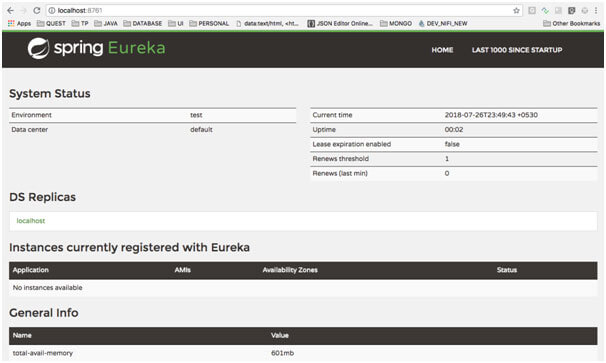 localhost:8761
Apps QUEST TP JAVA DATABASE UI PERSONAL data:text/html, <ht... JSON Editor Online... MONGO DEV_NIFI_NEW Other Bookmarks
spring Eureka HOME LAST 1000 SINCE STARTUP
System Status
Environment test
Data center default
Current time 2018-07-26T23:49:43 +0530
Uptime 00:02
Lease expiration enabled false
Renews threshold 1
Renews (last min) 0
DS Replicas
localhost
Instances currently registered with Eureka
Application AMIs Availability Zones Status
No instances available
General Info
Name Value
total-avail-memory 601mb